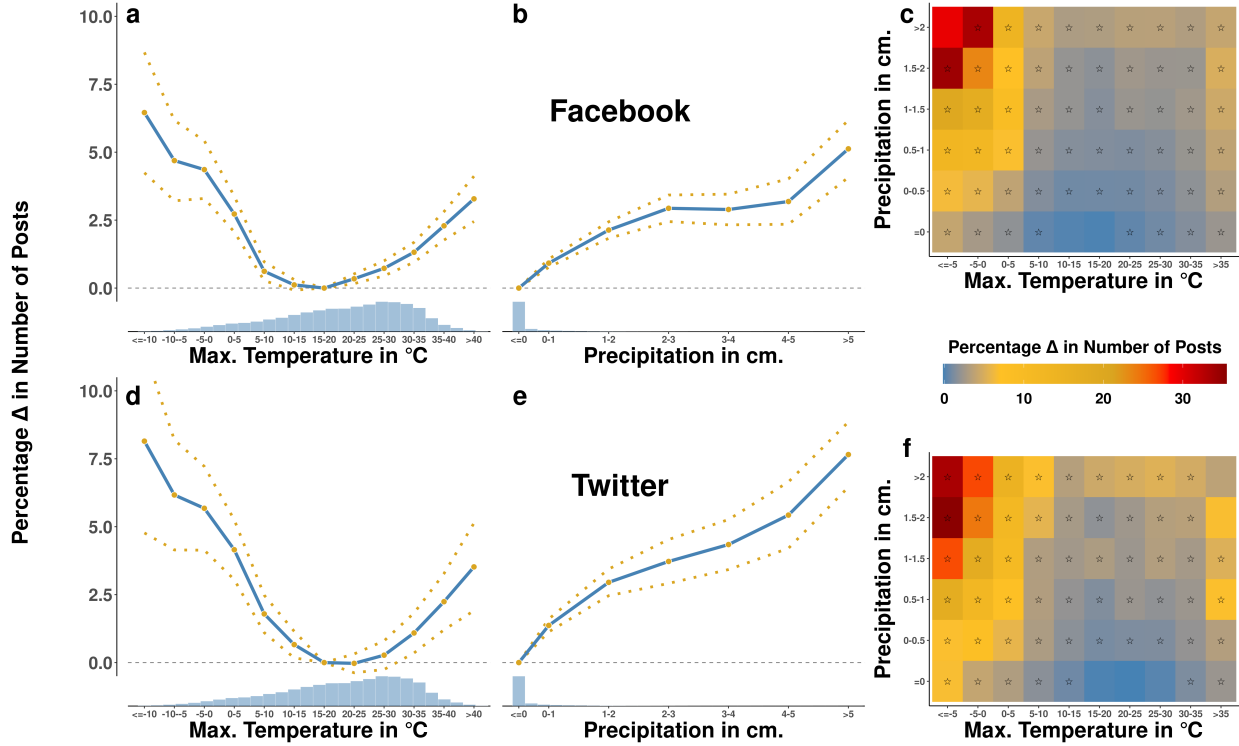 Percentage Δ in Number of Posts
a
10.0
7.5
5.0
2.5
0.0
<=-10 -10-5 -5-0 0-5 5-10 10-15 15-20 20-25 25-30 30-35 35-40 >40
Max. Temperature in °C
b
Facebook
<=0 0-1 1-2 2-3 3-4 4-5 >5
Precipitation in cm.
c
Precipitation in cm.
>2
1.5-2
1-1.5
0.5-1
0-0.5
=0
<=-5 -5-0 0-5 5-10 10-15 15-20 20-25 25-30 30-35 >35
Max. Temperature in °C
Percentage Δ in Number of Posts
0 10 20 30
d
10.0
7.5
5.0
2.5
0.0
<=-10 -10-5 -5-0 0-5 5-10 10-15 15-20 20-25 25-30 30-35 35-40 >40
Max. Temperature in °C
e
Twitter
<=0 0-1 1-2 2-3 3-4 4-5 >5
Precipitation in cm.
f
Precipitation in cm.
>2
1.5-2
1-1.5
0.5-1
0-0.5
=0
<=-5 -5-0 0-5 5-10 10-15 15-20 20-25 25-30 30-35 >35
Max. Temperature in °C